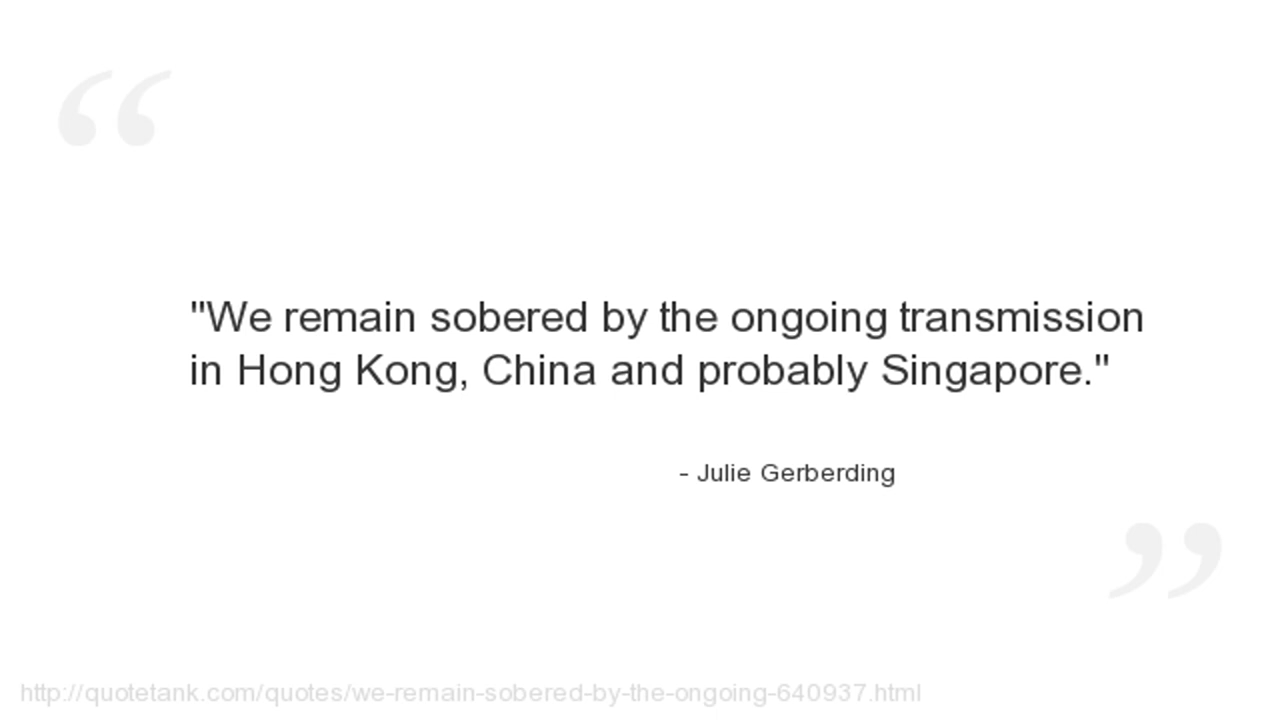 "We remain sobered by the ongoing transmission
in Hong Kong, China and probably Singapore."
- Julie Gerberding
http://quotetank.com/quotes/we-remain-sobered-by-the-ongoing-640937.html